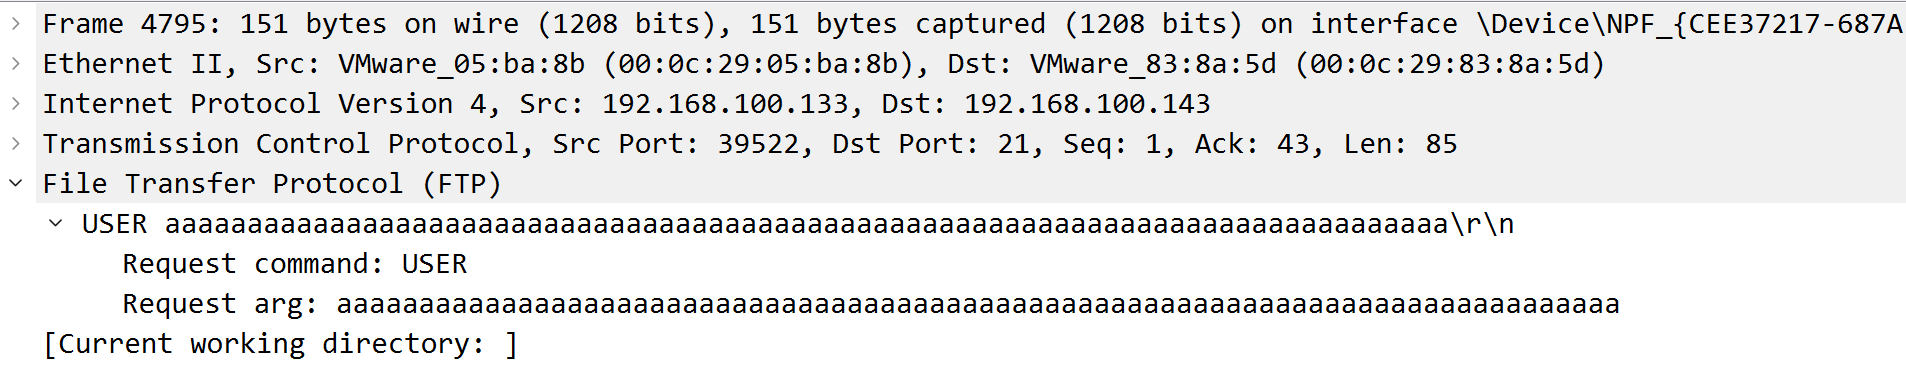 Frame 4795: 151 bytes on wire (1208 bits), 151 bytes captured (1208 bits) on interface \Device\NPF_{CEE37217-687A
Ethernet II, Src: VMware_05:ba:8b (00:0c:29:05:ba:8b), Dst: VMware_83:8a:5d (00:0c:29:83:8a:5d)
Internet Protocol Version 4, Src: 192.168.100.133, Dst: 192.168.100.143
Transmission Control Protocol, Src Port: 39522, Dst Port: 21, Seq: 1, Ack: 43, Len: 85
File Transfer Protocol (FTP)
USER aaaaaaaaaaaaaaaaaaaaaaaaaaaaaaaaaaaaaaaaaaaaaaaaaaaaaaaaaaaaaaaaaaaaaaaaaaaaaa\r\n
Request command: USER
Request arg: aaaaaaaaaaaaaaaaaaaaaaaaaaaaaaaaaaaaaaaaaaaaaaaaaaaaaaaaaaaaaaaaaaaaaaaaaaaaaa
[Current working directory: ]